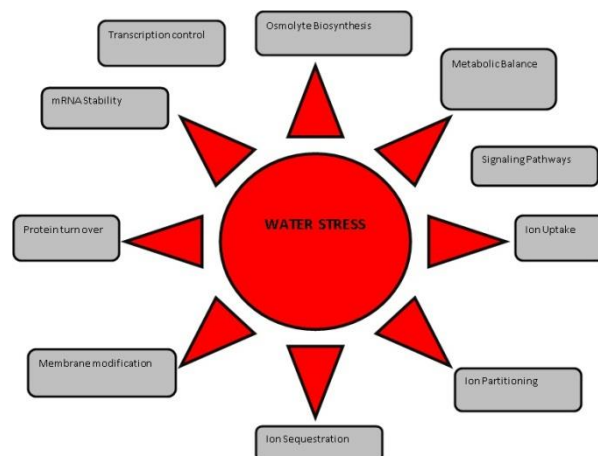 Osmolyte Biosynthesis
Transcription control
Metabolic Balance
mRNA Stability
Signaling Pathways
WATER STRESS
Protein turn over
Ion Uptake
Membrane modification
Ion Partitioning
Ion Sequestration